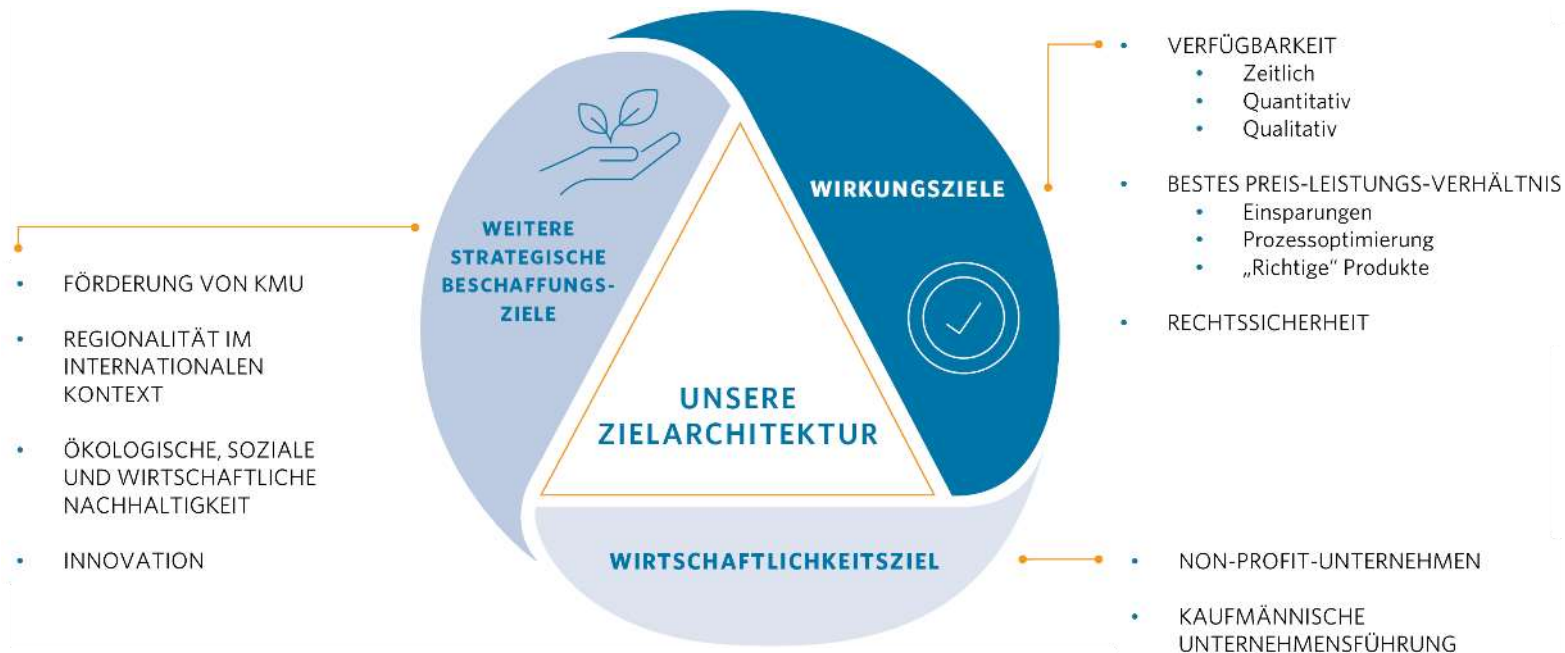 VERFÜGBARKEIT
Zeitlich
Quantitativ
Qualitativ
BESTES PREIS-LEISTUNGS-VERHÄLTNIS
Einsparungen
Prozessoptimierung
„Richtige“ Produkte
RECHTSSICHERHEIT
WIRKUNGSZIELE
WEITERE
STRATEGISCHE
BESCHAFFUNGS-
ZIELE
FÖRDERUNG VON KMU
REGIONALITÄT IM
INTERNATIONALEN
KONTEXT
ÖKOLOGISCHE, SOZIALE
UND WIRTSCHAFTLICHE
NACHHALTIGKEIT
INNOVATION
UNSERE
ZIELARCHITEKTUR
WIRTSCHAFTLICHKEITSZIEL
NON-PROFIT-UNTERNEHMEN
KAUFMÄNNISCHE
UNTERNEHMENSFÜHRUNG